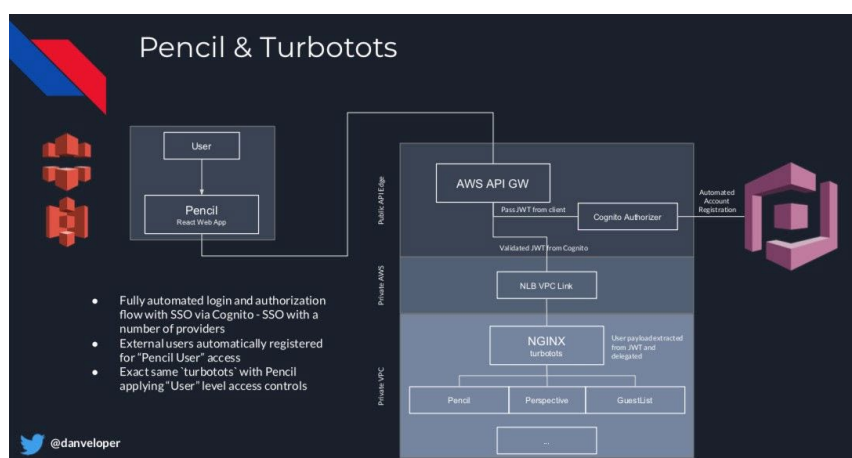 Pencil & Turbotots
User
Pencil
React Web App
Public API Edge
AWS API GW
Pass JWT from client
Cognito Authorizer
Automated
Account
Registration
Validated JWT from Cognito
Private AWS
NLB VPC Link
Private VPC
NGINX
turbotots
User payload extracted
from JWT and
delegated
Pencil
Perspective
GuestList
...
● Fully automated login and authorization
flow with SSO via Cognito - SSO with a
number of providers
● External users automatically registered
for “Pencil User” access
● Exact same `turbotots` with Pencil
applying “User” level access controls
@danveloper